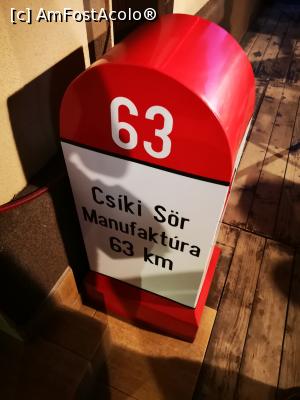 [c] AmFostAcolo®
63
Csíki Sör
Manufaktúra
63 km